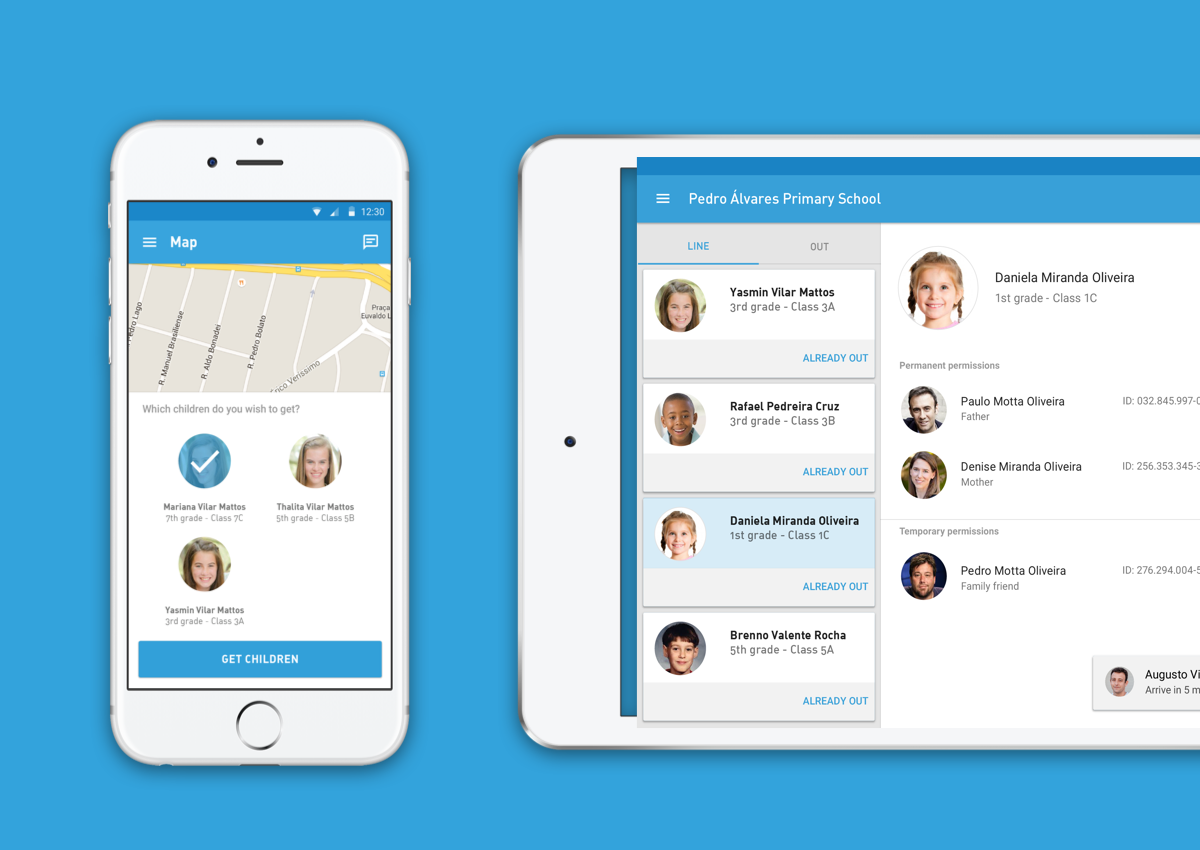 12:30
Map
Pedro Lago
R. Manuel Brasiliense
R. Aldo Bonadei
R. Pedro Bolato
Érico Veríssimo
Praça
Euvaldo L
Which children do you wish to get?
Mariana Vilar Mattos
7th grade - Class 7C
Thalita Vilar Mattos
5th grade - Class 5B
Yasmin Vilar Mattos
3rd grade - Class 3A
GET CHILDREN
Pedro Álvares Primary School
LINE
OUT
Yasmin Vilar Mattos
3rd grade - Class 3A
ALREADY OUT
Rafael Pedreira Cruz
3rd grade - Class 3B
ALREADY OUT
Daniela Miranda Oliveira
1st grade - Class 1C
ALREADY OUT
Brenno Valente Rocha
5th grade - Class 5A
ALREADY OUT
Daniela Miranda Oliveira
1st grade - Class 1C
Permanent permissions
Paulo Motta Oliveira
Father
ID: 032.845.997-0
Denise Miranda Oliveira
Mother
ID: 256.353.345-3
Temporary permissions
Pedro Motta Oliveira
Family friend
ID: 276.294.004-5
Augusto Vi
Arrive in 5 m